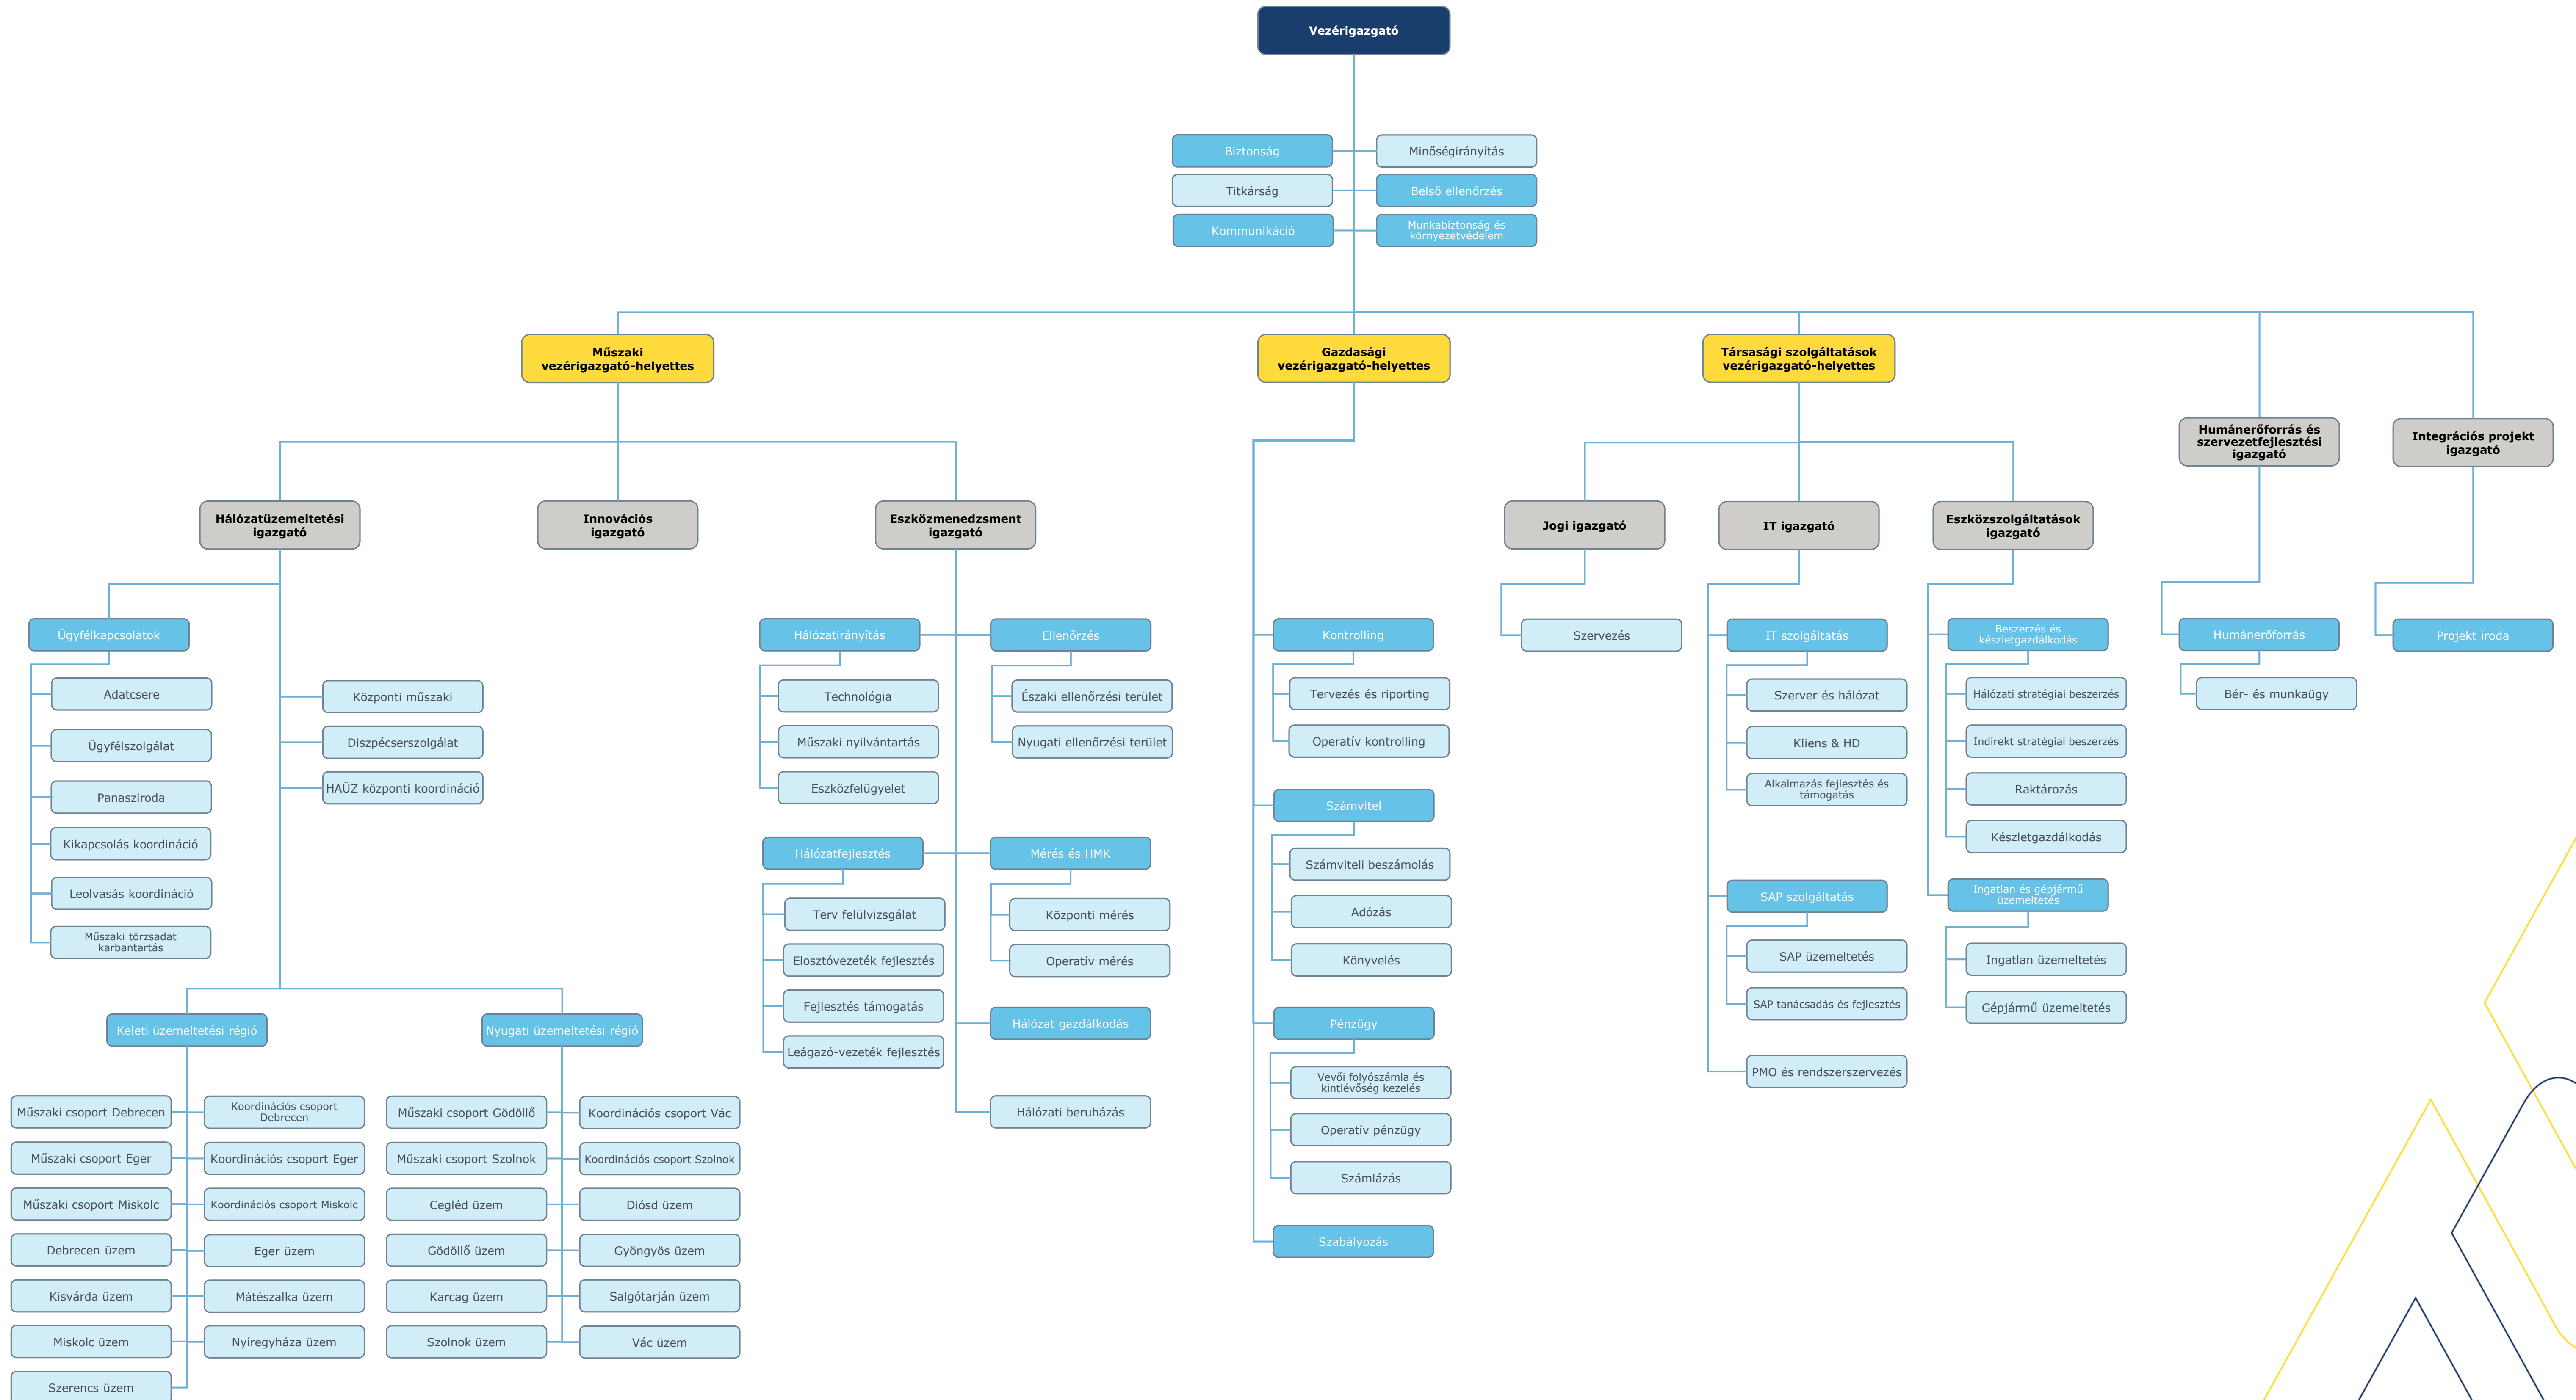 Vezérigazgató
Biztonság
Minőségirányítás
Titkárság
Belső ellenőrzés
Kommunikáció
Munkabiztonság és
környezetvédelem
Műszaki
vezérigazgató-helyettes
Gazdasági
vezérigazgató-helyettes
Társasági szolgáltatások
vezérigazgató-helyettes
Humánerőforrás és
szervezetfejlesztési
igazgató
Integrációs projekt
igazgató
Hálózatüzemeltetési
igazgató
Innovációs
igazgató
Eszközmenedzsment
igazgató
Jogi igazgató
IT igazgató
Eszközszolgáltatások
igazgató
Ügyfélkapcsolatok
Adatcsere
Ügyfélszolgálat
Panasziroda
Kikapcsolás koordináció
Leolvasás koordináció
Műszaki törzsadat
karbantartás
Központi műszaki
Diszpécserszolgálat
HAÜZ központi koordináció
Keleti üzemeltetési régió
Műszaki csoport Debrecen
Koordinációs csoport
Debrecen
Műszaki csoport Eger
Koordinációs csoport Eger
Műszaki csoport Miskolc
Koordinációs csoport Miskolc
Debrecen üzem
Eger üzem
Kisvárda üzem
Mátészalka üzem
Miskolc üzem
Nyíregyháza üzem
Szerencs üzem
Nyugati üzemeltetési régió
Műszaki csoport Gödöllő
Koordinációs csoport Vác
Műszaki csoport Szolnok
Koordinációs csoport Szolnok
Cegléd üzem
Diósd üzem
Gödöllő üzem
Gyöngyös üzem
Karcag üzem
Salgótarján üzem
Szolnok üzem
Vác üzem
Hálózatirányítás
Technológia
Műszaki nyilvántartás
Eszközfelügyelet
Ellenőrzés
Északi ellenőrzési terület
Nyugati ellenőrzési terület
Hálózatfejlesztés
Terv felülvizsgálat
Elosztóvezeték fejlesztés
Fejlesztés támogatás
Leágazó-vezeték fejlesztés
Mérés és HMK
Központi mérés
Operatív mérés
Hálózat gazdálkodás
Hálózati beruházás
Kontrolling
Tervezés és riporting
Operatív kontrolling
Számvitel
Számviteli beszámolás
Adózás
Könyvelés
Pénzügy
Vevői folyószámla és
kintlévőség kezelés
Operatív pénzügy
Számlázás
Szabályozás
Szervezés
IT szolgáltatás
Szerver és hálózat
Kliens & HD
Alkalmazás fejlesztés és
támogatás
SAP szolgáltatás
SAP üzemeltetés
SAP tanácsadás és fejlesztés
PMO és rendszerszervezés
Beszerzés és
készletgazdálkodás
Hálózati stratégiai beszerzés
Indirekt stratégiai beszerzés
Raktározás
Készletgazdálkodás
Ingatlan és gépjármű
üzemeltetés
Ingatlan üzemeltetés
Gépjármű üzemeltetés
Humánerőforrás
Bér- és munkaügy
Projekt iroda